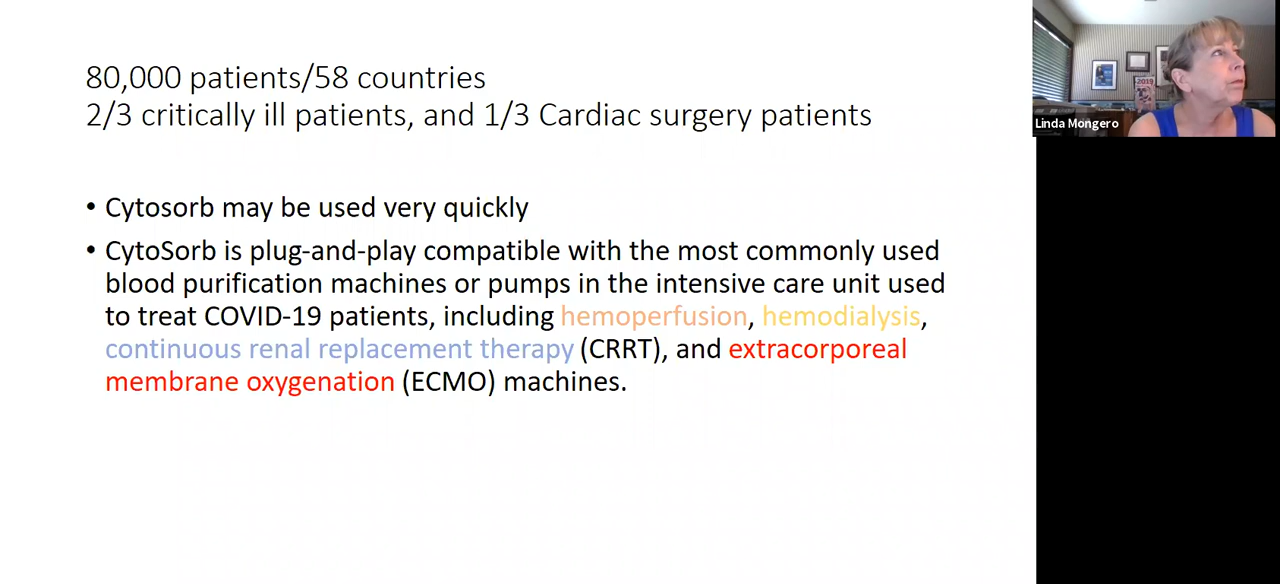 80,000 patients/58 countries
2/3 critically ill patients, and 1/3 Cardiac surgery patients
• Cytosorb may be used very quickly
• CytoSorb is plug-and-play compatible with the most commonly used
blood purification machines or pumps in the intensive care unit used
to treat COVID-19 patients, including hemoperfusion, hemodialysis,
continuous renal replacement therapy (CRRT), and extracorporeal
membrane oxygenation (ECMO) machines.
2019
Linda Mongero